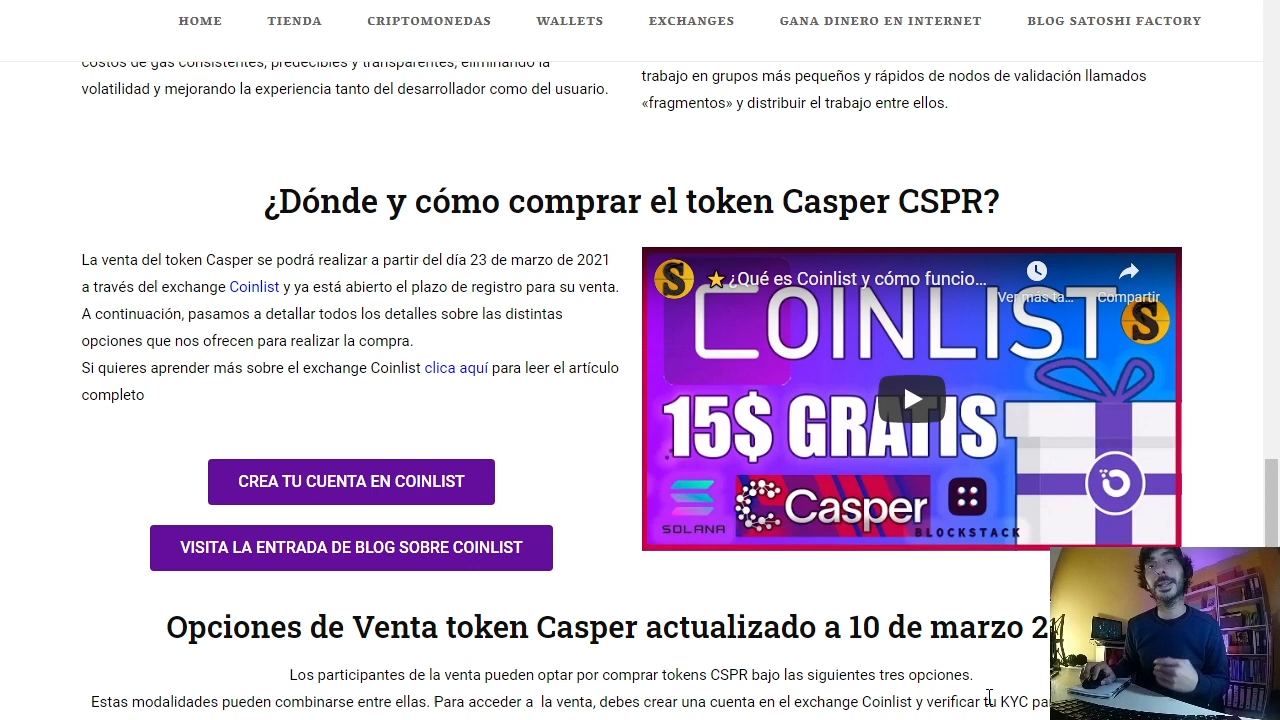 HOME TIENDA CRIPTOMONEDAS WALLETS EXCHANGES GANA DINERO EN INTERNET BLOG SATOSHI FACTORY
costos de gas consistentes, predecibles y transparentes, eliminando la
volatilidad y mejorando la experiencia tanto del desarrollador como del usuario.
trabajo en grupos más pequeños y rápidos de nodos de validación llamados
«fragmentos» y distribuir el trabajo entre ellos.
¿Dónde y cómo comprar el token Casper CSPR?
La venta del token Casper se podrá realizar a partir del día 23 de marzo de 2021
a través del exchange Coinlist y ya está abierto el plazo de registro para su venta.
A continuación, pasamos a detallar todos los detalles sobre las distintas
opciones que nos ofrecen para realizar la compra.
Si quieres aprender más sobre el exchange Coinlist clica aquí para leer el artículo
completo
CREA TU CUENTA EN COINLIST
VISITA LA ENTRADA DE BLOG SOBRE COINLIST
S
¿Qué es Coinlist y cómo funcio...
Ver más ta...
Compartir
COINLIST
S
15$ GRATIS
SOLANA
Casper
BLOCKSTACK
Opciones de Venta token Casper actualizado a 10 de marzo
Los participantes de la venta pueden optar por comprar tokens CSPR bajo las siguientes tres opciones.
Estas modalidades pueden combinarse entre ellas. Para acceder a la venta, debes crear una cuenta en el exchange Coinlist y verificar tu KYC